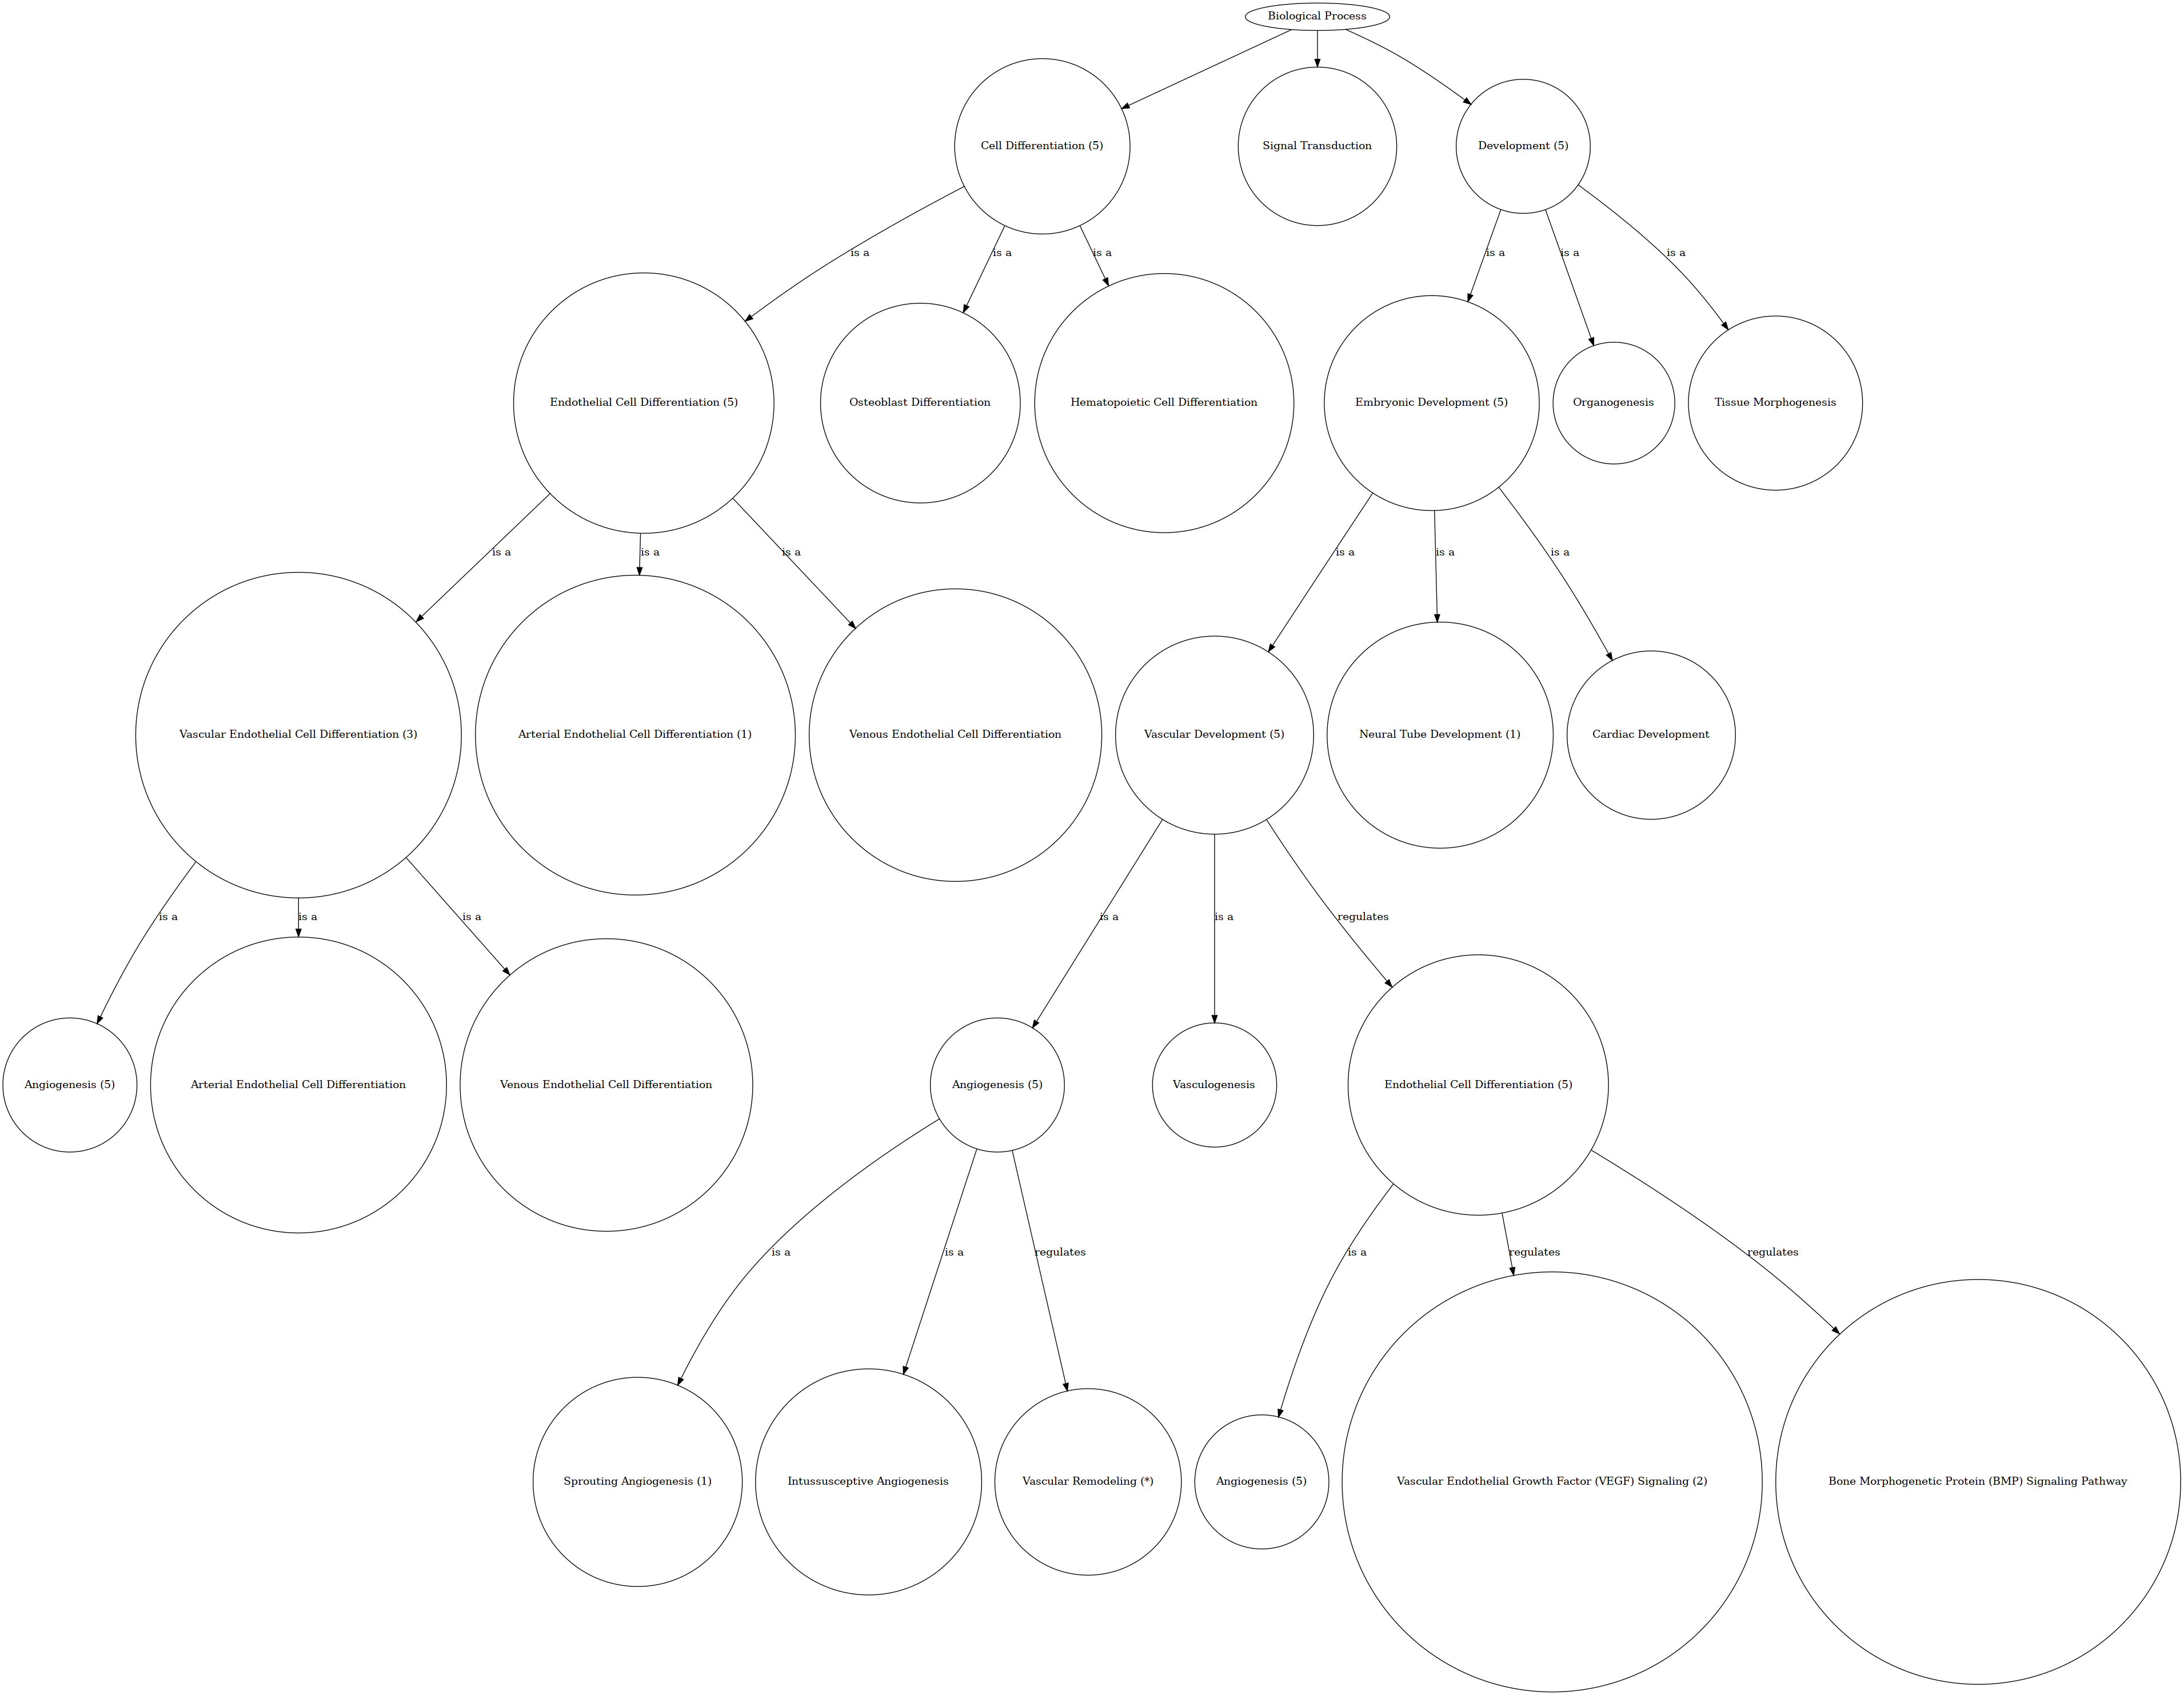 Biological Process
Cell Differentiation (5)
Signal Transduction
Development (5)
is a
is a
is a
is a
is a
is a
Endothelial Cell Differentiation (5)
Osteoblast Differentiation
Hematopoietic Cell Differentiation
Embryonic Development (5)
Organogenesis
Tissue Morphogenesis
is a
is a
is a
is a
is a
is a
Vascular Endothelial Cell Differentiation (3)
Arterial Endothelial Cell Differentiation (1)
Venous Endothelial Cell Differentiation
Vascular Development (5)
Neural Tube Development (1)
Cardiac Development
is a
is a
is a
is a
is a
regulates
Angiogenesis (5)
Arterial Endothelial Cell Differentiation
Venous Endothelial Cell Differentiation
Angiogenesis (5)
Vasculogenesis
Endothelial Cell Differentiation (5)
is a
is a
regulates
is a
regulates
regulates
Sprouting Angiogenesis (1)
Intussusceptive Angiogenesis
Vascular Remodeling (*)
Angiogenesis (5)
Vascular Endothelial Growth Factor (VEGF) Signaling (2)
Bone Morphogenetic Protein (BMP) Signaling Pathway